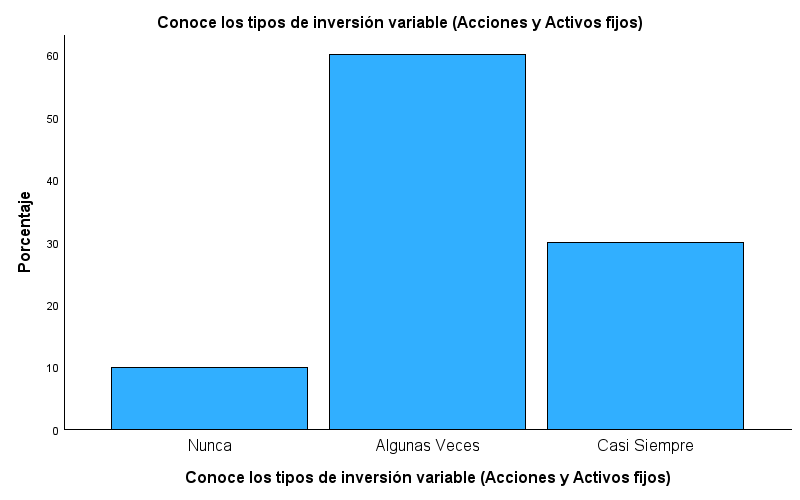 Conoce los tipos de inversión variable (Acciones y Activos fijos)
Porcentaje
60
50
40
30
20
10
0
Nunca Algunas Veces Casi Siempre
Conoce los tipos de inversión variable (Acciones y Activos fijos)